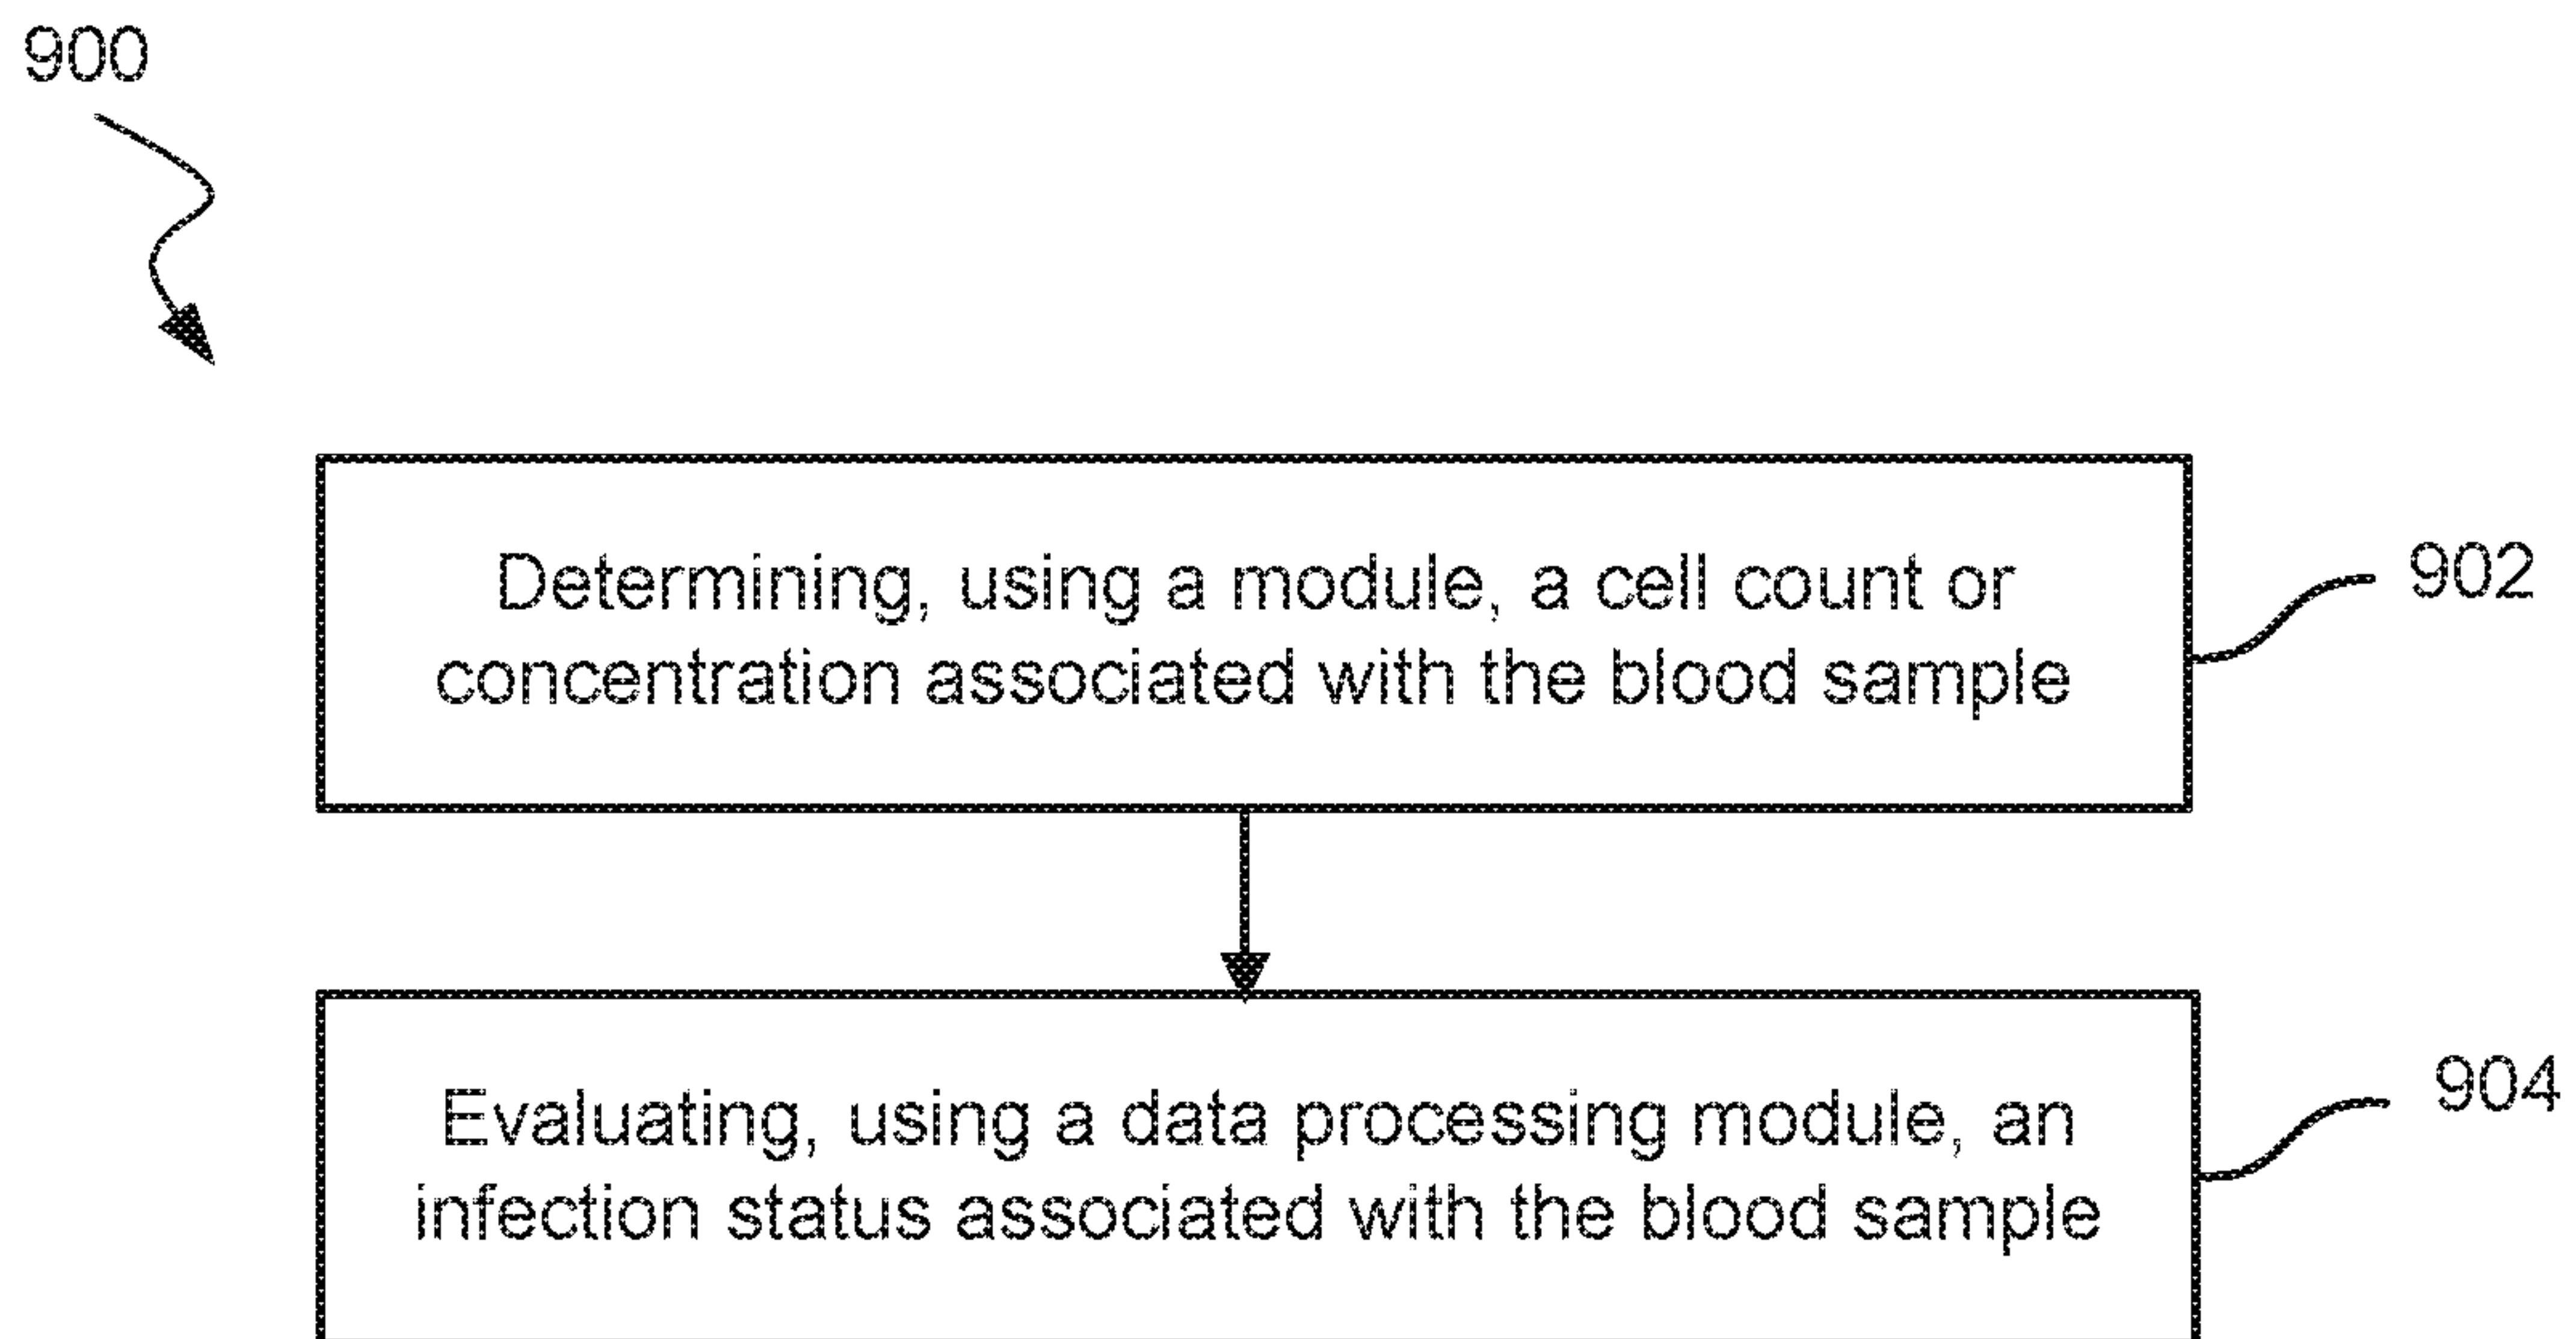 900
Determining, using a module, a cell count or
concentration associated with the blood sample
902
Evaluating, using a data processing module, an
infection status associated with the blood sample
904